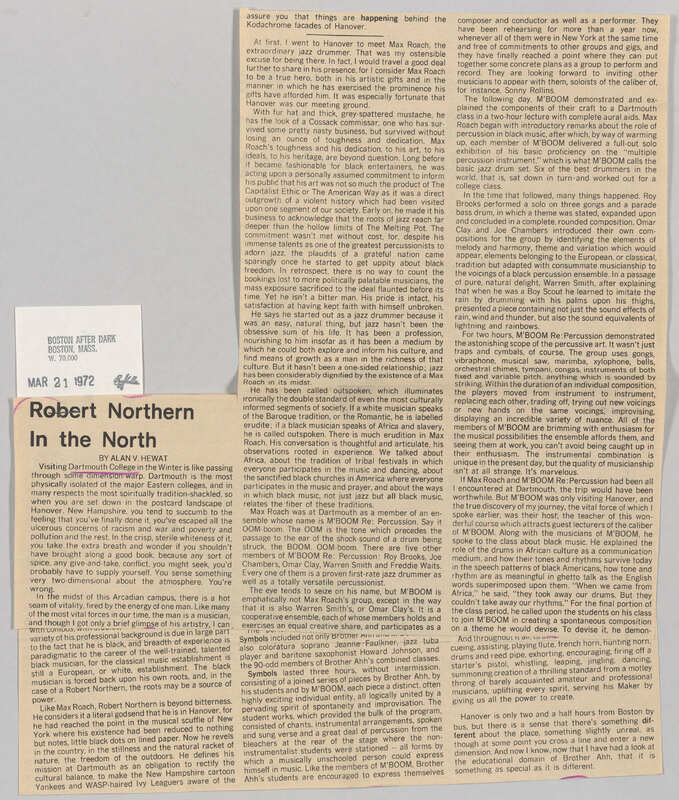 BOSTON AFTER DARK
BOSTON, MASS.
W. 70,000
MAR 21 1972
Robert Northern
In the North
BY ALAN V. HEWAT
Visiting Dartmouth College in the Winter is like passing
through some dimension warp. Dartmouth is the most
physically isolated of the major Eastern colleges, and in
many respects the most spiritually tradition-shackled, so
when you are set down in the postcard landscape of
Hanover, New Hampshire, you tend to succumb to the
feeling that you've finally done it, you've escaped all the
ulcerous concerns of racism and war and poverty and
pollution and the rest. In the crisp, sterile whiteness of it,
you take the extra breath and wonder if you shouldn't
have brought along a good book, because any sort of
spice, any give-and take, conflict, you might seek, you'd
probably have to supply yourself. You sense something
very two-dimensional about the atmosphere. You're
wrong.
In the midst of this Arcadian campus, there is a hot
seam of vitality, fired by the energy of one man. Like many
of the most vital forces in our time, the man is a musician,
and though I got only a brief glimpse of his artistry, I can
variety of his professional background is due in large part
to the fact that he is black, and breadth of experience is
paradigmatic to the career of the well-trained, talented
black musician, for the classical music establishment is
still a European, or white, establishment. The black
musician is forced back upon his own roots, and, in the
case of a Robert Northern, the roots may be a source of
power.
Like Max Roach, Robert Northern is beyond bitterness.
He considers it a literal godsend that he is in Hanover, for
he had reached the point in the musical scuffle of New
York where his existence had been reduced to nothing
but notes, little black dots on lined paper. Now he revels
in the country, in the stillness and the natural racket of
nature, the freedom of the outdoors. He defines his
mission at Dartmouth as an obligation to rectify the
cultural balance, to make the New Hampshire cartoon
Yankees and WASP-haired Ivy Leaguers aware of the
assure you that things are happening behind the
Kodachrome facades of Hanover.
At first, I went to Hanover to meet Max Roach, the
extraordinary jazz drummer. That was my ostensible
excuse for being there. In fact, I would travel a good deal
further to share in his presence, for I consider Max Roach
to be a true hero, both in his artistic gifts and in the
manner in which he has exercised the prominence his
gifts have afforded him. It was especially fortunate that
Hanover was our meeting ground.
With fur hat and thick, grey-spattered mustache, he
has the look of a Cossack commissar, one who has sur-
vived some pretty nasty business, but survived without
losing an ounce of toughness and dedication. Max
Roach's toughness and his dedication, to his art, to his
ideals, to his heritage, are beyond question. Long before
it became fashionable for black entertainers, he was
acting upon a personally assumed commitment to inform
his public that his art was not so much the product of The
Capitalist Ethic or The American Way as it was a direct
outgrowth of a violent history which had been visited
upon one segment of our society. Early on, he made it his
business to acknowledge that the roots of jazz reach far
deeper than the hollow limits of The Melting Pot. The
commitment wasn't met without cost, for, despite his
immense talents as one of the greatest percussionists to
adorn jazz, the plaudits of a grateful nation came
sparingly once he started to get uppity about black
freedom. In retrospect, there is no way to count the
bookings lost to more politically palatable musicians, the
mass exposure sacrificed to the ideal flaunted before its
time. Yet he isn't a bitter man. His pride is intact, his
satisfaction at having kept faith with himself unbroken.
He says he started out as a jazz drummer because it
was an easy, natural thing, but jazz hasn't been the
obsessive sum of his life. It has been a profession,
nourishing to him insofar as it has been a medium by
which he could both explore and inform his culture, and
find means of growth as a man in the richness of that
culture. But it hasn't been a one-sided relationship; jazz
has been considerably dignified by the existence of a Max
Roach in its midst.
He has been called outspoken, which illuminates
ironically the double standard of even the most culturally
informed segments of society. If a white musician speaks
of the Baroque tradition, or the Romantic, he is labelled
erudite; if a black musician speaks of Africa and slavery,
he is called outspoken. There is much erudition in Max
Roach. His conversation is thoughtful and articulate, his
observations rooted in experience. We talked about
Africa, about the tradition of tribal festivals in which
everyone participates in the music and dancing, about
the sanctified black churches in America where everyone
participates in the music and prayer, and about the ways
in which black music, not just jazz but all black music,
relates the fiber of these traditions.
Max Roach was at Dartmouth as a member of an en-
semble whose name is M'BOOM Re: Percussion. Say it
OOM-boom. The OOM is the tone which precedes the
passage to the ear of the shock-sound of a drum being
struck, the BOOM. OOM-boom. There are five other
members of M'BOOM Re: Percussion: Roy Brooks, Joe
Chambers, Omar Clay, Warren Smith and Freddie Waits.
Every one of them is a proven first-rate jazz drummer as
well as a totally versatile percussionist.
The eye tends to seize on his name, but M'BOOM is
emphatically not Max Roach's group, except in the way
that it is also Warren Smith's, or Omar Clay's. It is a
cooperative ensemble, each of whose members holds and
exercises an equal creative share, and participates as a
Symbols included not only Brother Ahh and M'BOOM, but
also coloratura soprano Jeanne Faulkner, jazz tuba
player and baritone saxophonist Howard Johnson, and
the 90-odd members of Brother Ahh's combined classes.
Symbols lasted three hours, without intermission,
consisting of a joined series of pieces by Brother Ahh, by
his students and by M'BOOM, each piece a distinct, often
highly exciting individual entity, all logically united by a
pervading spirit of spontaneity and improvisation. The
student works, which provided the bulk of the program,
consisted of chants, instrumental arrangements, spoken
and sung verse and a great deal of percussion from the
bleachers at the rear of the stage where the non-
instrumentalist students were stationed – all forms by
which a musically unschooled person could express
himself in music. Like the members of M'BOOM, Brother
Ahh's students are encouraged to express themselves
composer and conductor as well as a performer. They
have been rehearsing for more than a year now,
whenever all of them were in New York at the same time
and free of commitments to other groups and gigs, and
they have finally reached a point where they can put
together some concrete plans as a group to perform and
record. They are looking forward to inviting other
musicians to appear with them, soloists of the caliber of,
for instance, Sonny Rollins.
The following day, M'BOOM demonstrated and ex-
plained the components of their craft to a Dartmouth
class in a two-hour lecture with complete aural aids. Max
Roach began with introductory remarks about the role of
percussion in black music, after which, by way of warming
up, each member of M'BOOM delivered a full-out solo
exhibition of his basic proficiency on the "multiple
percussion instrument," which is what M'BOOM calls the
basic jazz drum set. Six of the best drummers in the
world, that is, sat down in turn and worked out for a
college class.
In the time that followed, many things happened. Roy
Brooks performed a solo on three gongs and a parade
bass drum, in which a theme was stated, expanded upon
and concluded in a complete, rounded composition. Omar
Clay and Joe Chambers introduced their own com-
positions for the group by identifying the elements of
melody and harmony, theme and variation which would
appear, elements belonging to the European, or classical,
tradition but adapted with consummate musicianship to
the voicings of a black percussion ensemble. In a passage
of pure, natural delight, Warren Smith, after explaining
that when he was a Boy Scout he learned to imitate the
rain by drumming with his palms upon his thighs,
presented a piece containing not just the sound effects of
rain, wind and thunder, but also the sound equivalents of
lightning and rainbows.
For two hours, M'BOOM Re: Percussion demonstrated
the astonishing scope of the percussive art. It wasn't just
traps and cymbals, of course. The group uses gongs,
vibraphone, musical saw, marimba, xylophone, bells,
orchestral chimes, tympani, congas, instruments of both
fixed and variable pitch, anything which is sounded by
striking. Within the duration of an individual composition,
the players moved from instrument to instrument,
replacing each other, trading off, trying out new voicings
or new hands on the same voicings, improvising,
displaying an incredible variety of nuance. All of the
members of M'BOOM are brimming with enthusiasm for
the musical possibilities the ensemble affords them, and
seeing them at work, you can't avoid being caught up in
their enthusiasm. The instrumental combination is
unique in the present day, but the quality of musicianship
isn't at all strange. It's marvelous.
If Max Roach and M'BOOM Re: Percussion had been all
I encountered at Dartmouth, the trip would have been
worthwhile. But M'BOOM was only visiting Hanover, and
the true discovery of my journey, the vital force of which I
spoke earlier, was their host, the teacher of this won-
derful course which attracts guest lecturers of the caliber
of M'BOOM. Along with the musicians of M'BOOM, he
spoke to the class about black music. He explained the
role of the drums in African culture as a communication
medium, and how their tones and rhythms survive today
in the speech patterns of black Americans, how tone and
rhythm are as meaningful in ghetto talk as the English
words superimposed upon them. "When we came from
Africa," he said, "they took away our drums. But they
couldn't take away our rhythms." For the final portion of
the class period, he called upon the students on his class
to join M'BOOM in creating a spontaneous composition
on a theme he would devise. To devise it, he demon-
And throughout it all,
cueing, assisting, playing flute, french horn, hunting horn,
drums and reed pipe, exhorting, encouraging, firing off a
starter's pistol, whistling, leaping, jingling, dancing,
summoning creation of a thrilling standard from a motley
throng of barely acquainted amateur and professional
musicians, uplifting every spirit, serving his Maker by
giving us all the power to create.
Hanover is only two and a half hours from Boston by
bus, but there is a sense that there's something dif-
ferent about the place, something slightly unreal, as
though at some point you cross a line and enter a new
dimension. And now I know, now that I have had a look at
the educational domain of Brother Ahh, that it is
something as special as it is different.